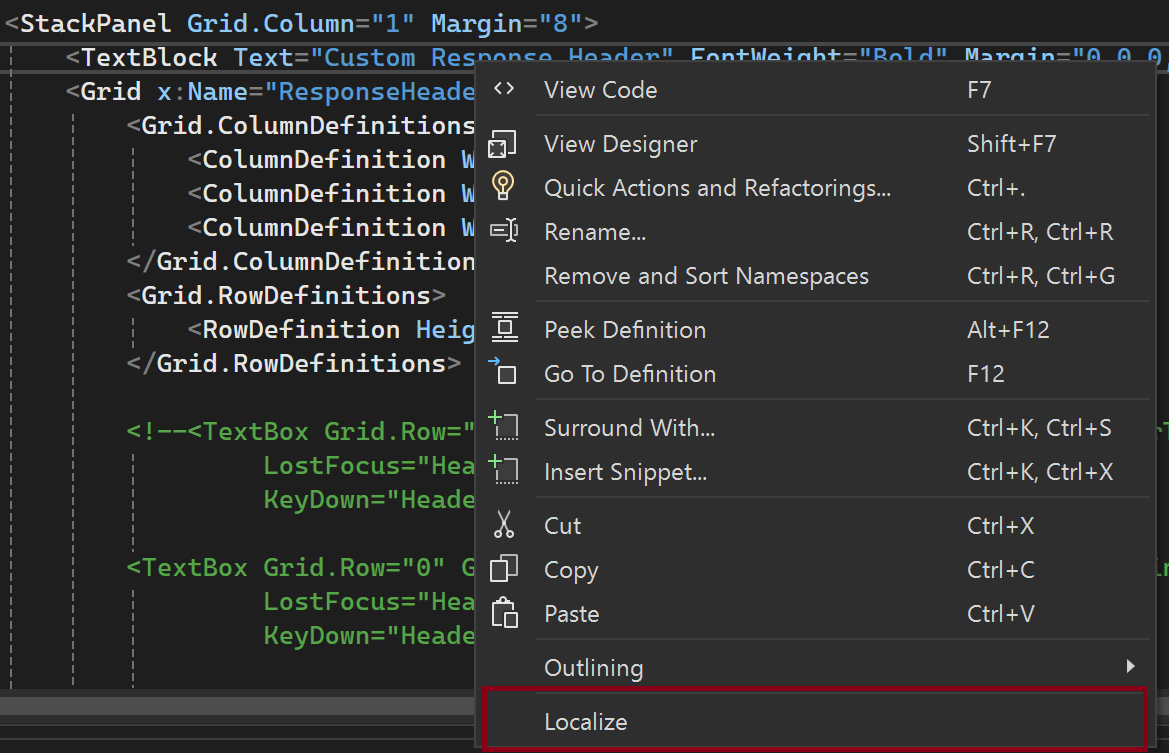 <StackPanel Grid.Column="1" Margin="8">
<TextBlock Text="Custom Response Header" FontWeight="Bold" Margin="0,0,0,
<Grid x:Name="ResponseHeade
<Grid.ColumnDefinitions
<ColumnDefinition W
<ColumnDefinition W
<ColumnDefinition W
</Grid.ColumnDefinition
<Grid.RowDefinitions>
<RowDefinition Heig
</Grid.RowDefinitions>
<!--<TextBox Grid.Row="
LostFocus="Hea
KeyDown="Heade
<TextBox Grid.Row="0" G
LostFocus="Hea
KeyDown="Heade
View Code F7
View Designer Shift+F7
Quick Actions and Refactorings... Ctrl+.
Rename... Ctrl+R, Ctrl+R
Remove and Sort Namespaces Ctrl+R, Ctrl+G
Peek Definition Alt+F12
Go To Definition F12
Surround With... Ctrl+K, Ctrl+S
Insert Snippet... Ctrl+K, Ctrl+X
Cut Ctrl+X
Copy Ctrl+C
Paste Ctrl+V
Outlining
Localize